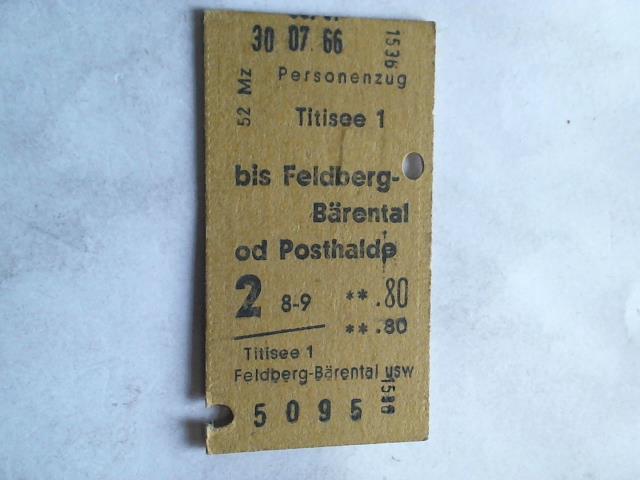 30 07 66
1536
52 Mz
Personenzug
Titisee 1
bis Feldberg-
Bärental
od Posthalde
2 8-9 **.80
**.80
Titisee 1
Feldberg-Bärental usw
5095